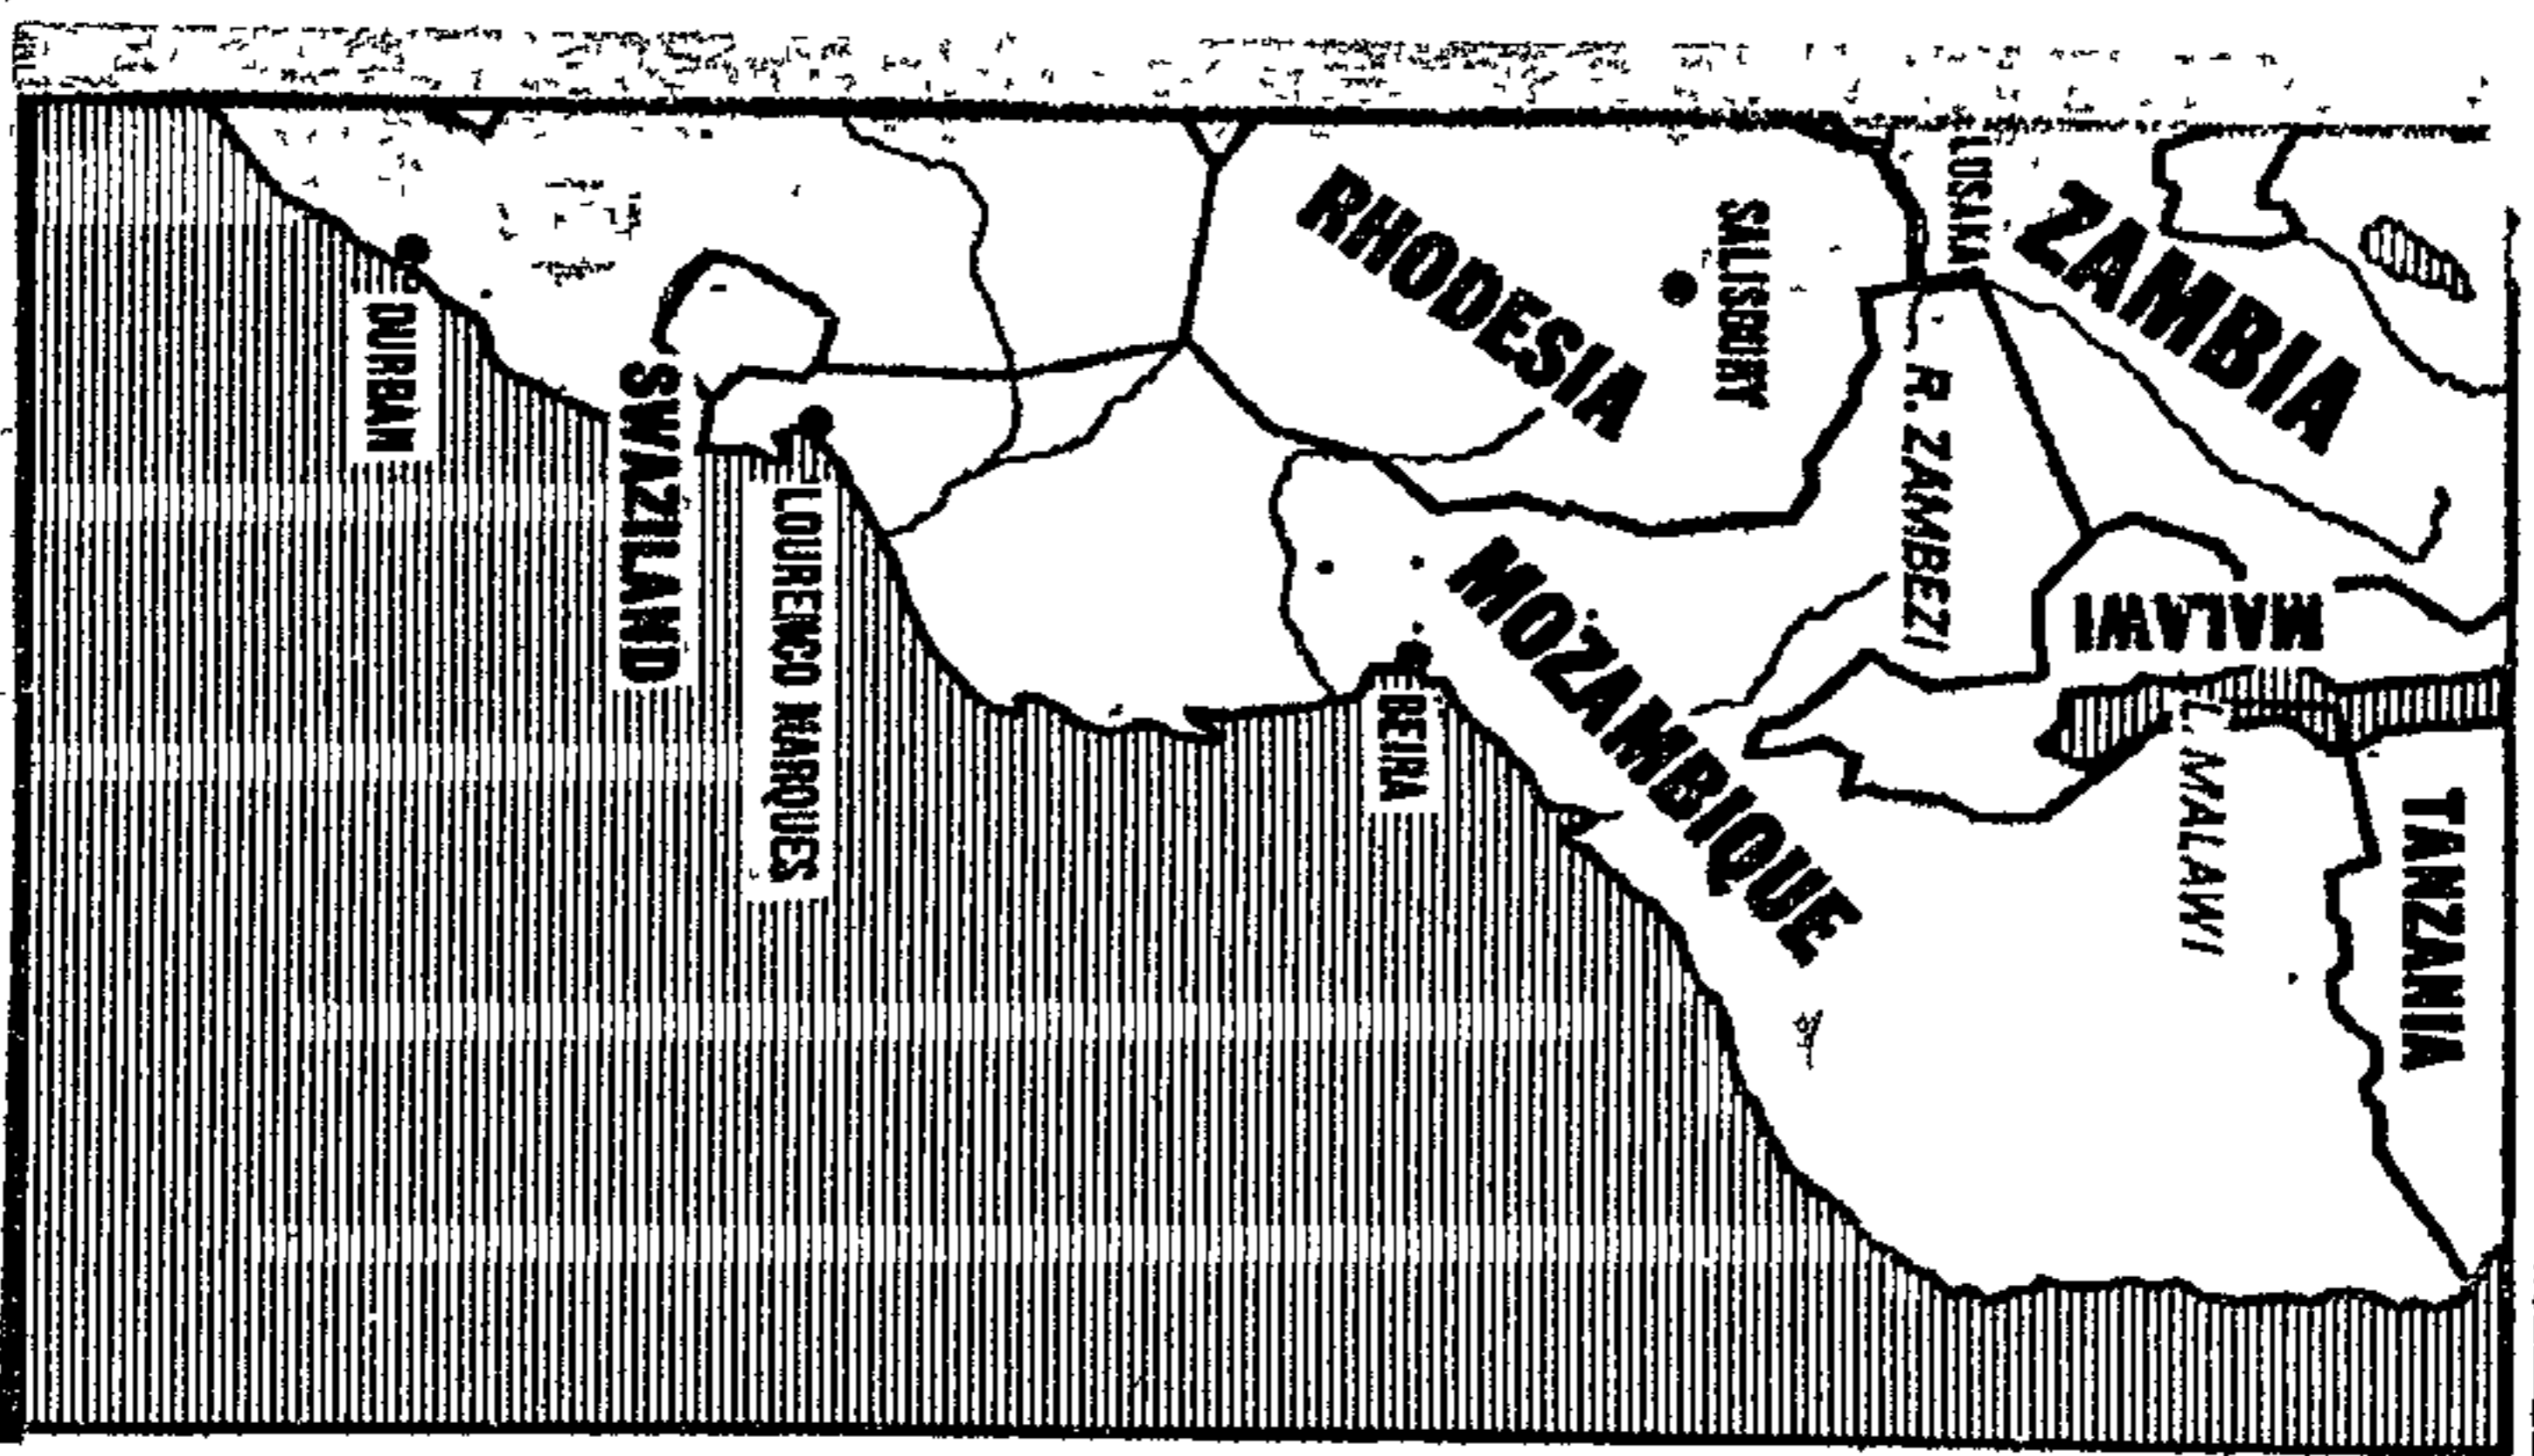 TANZANIA
MALAWI
L. MALAWI
ZAMBIA
LUSAKA
R. ZAMBEZI
SALISBURY
RHODESIA
MOZAMBIQUE
BEIRA
LOURENCO MARQUES
SWAZILAND
DURBAN